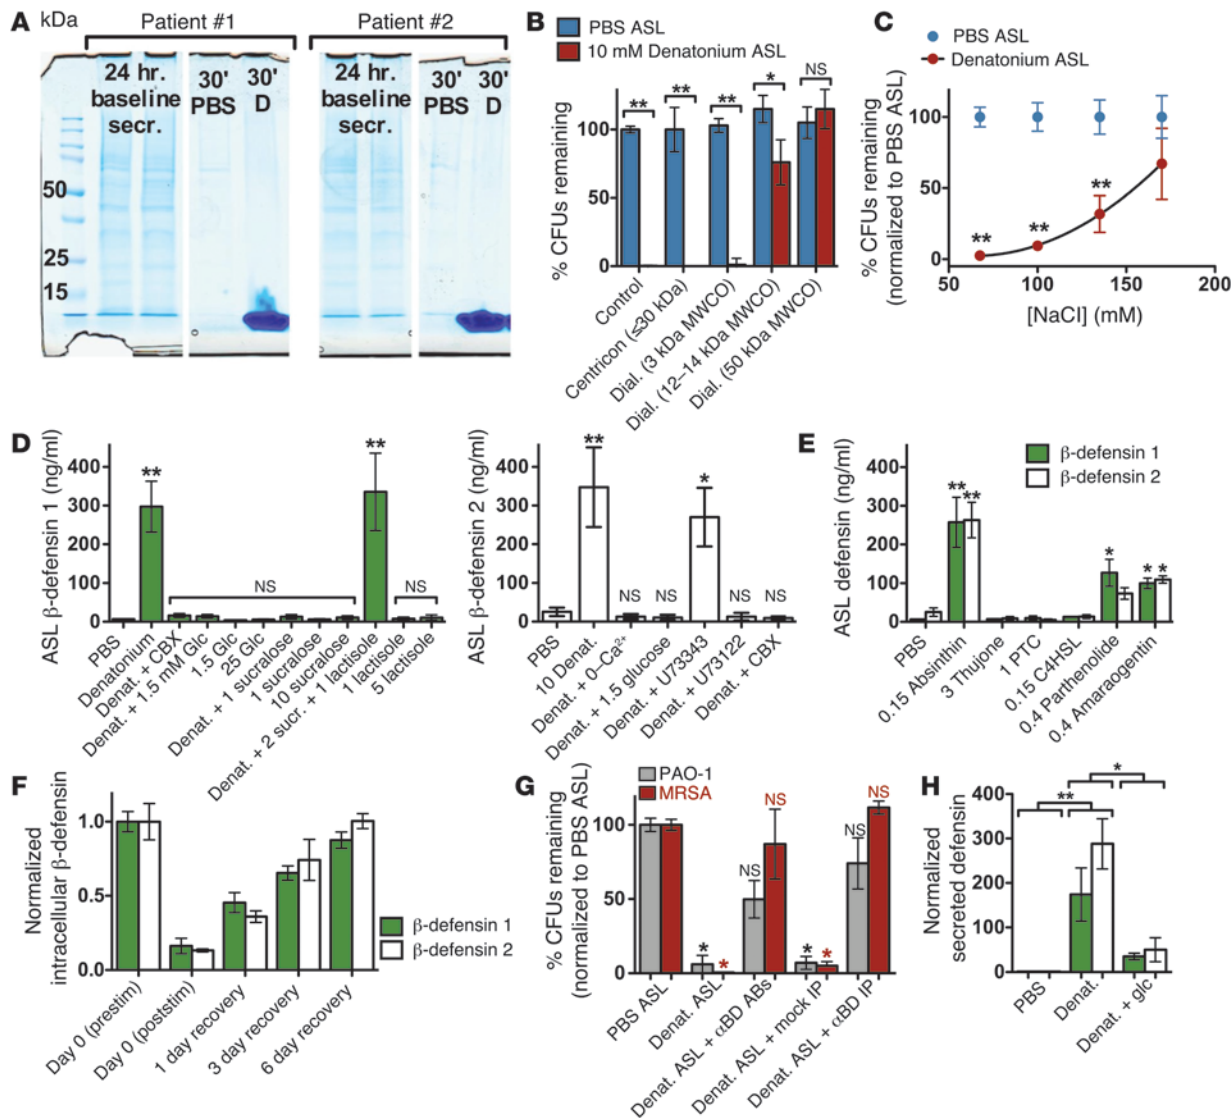 A
kDa
Patient #1
Patient #2
24 hr.
baseline
secr.
30'
PBS
30'
D
24 hr.
baseline
secr.
30'
PBS
30'
D
50
25
15
B
PBS ASL
10 mM Denatonium ASL
% CFUs remaining
100
50
0
**
**
**
*
NS
Control
Centricon (≤30 kDa)
Dial. (3 kDa MWCO)
Dial. (12–14 kDa MWCO)
Dial. (50 kDa MWCO)
C
PBS ASL
Denatonium ASL
% CFUs remaining
(normalized to PBS ASL)
100
50
0
**
**
**
50
100
150
200
[NaCl] (mM)
D
ASL β-defensin 1 (ng/ml)
400
300
200
100
0
**
NS
**
NS
PBS
Denatonium
Denat. + CBX
Denat. + 1.5 mM Glc
1.5 Glc
25 Glc
Denat. + 1 sucralose
1 sucralose
10 sucralose
Denat. + 2 sucr. + 1 lactisole
1 lactisole
5 lactisole
ASL β-defensin 2 (ng/ml)
400
300
200
100
0
**
NS
NS
*
NS
NS
PBS
10 Denat.
Denat. + 0–Ca²⁺
Denat. + 1.5 glucose
Denat. + U73343
Denat. + U73122
Denat. + CBX
E
β-defensin 1
β-defensin 2
ASL defensin (ng/ml)
400
300
200
100
0
**
**
*
*
*
PBS
0.15 Absinthin
3 Thujone
1 PTC
0.15 C4HSL
0.4 Parthenolide
0.4 Amaraogentin
F
Normalized
intracellular β-defensin
1.0
0.5
0.0
β-defensin 1
β-defensin 2
Day 0 (prestim)
Day 0 (poststim)
1 day recovery
3 day recovery
6 day recovery
G
PAO-1
MRSA
% CFUs remaining
(normalized to PBS ASL)
100
50
0
*
*
NS
NS
*
*
NS
NS
PBS ASL
Denat. ASL
Denat. ASL + αBD ABs
Denat. ASL + mock IP
Denat. ASL + αBD IP
H
Normalized
secreted defensin
400
300
200
100
0
**
*
PBS
Denat.
Denat. + glc